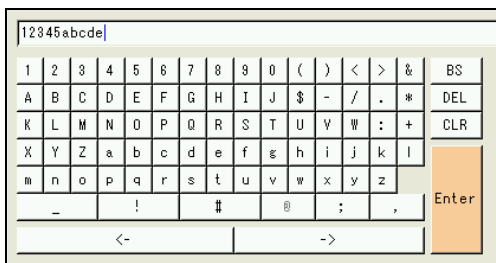 12345abcde
1 2 3 4 5 6 7 8 9 0 ( ) < > & BS
A B C D E F G H I J $ - / . * DEL
K L M N O P Q R S T U V W : + CLR
X Y Z a b c d e f g h i j k l
m n o p q r s t u v w x y z
_ ! # @ ; , Enter
<- ->